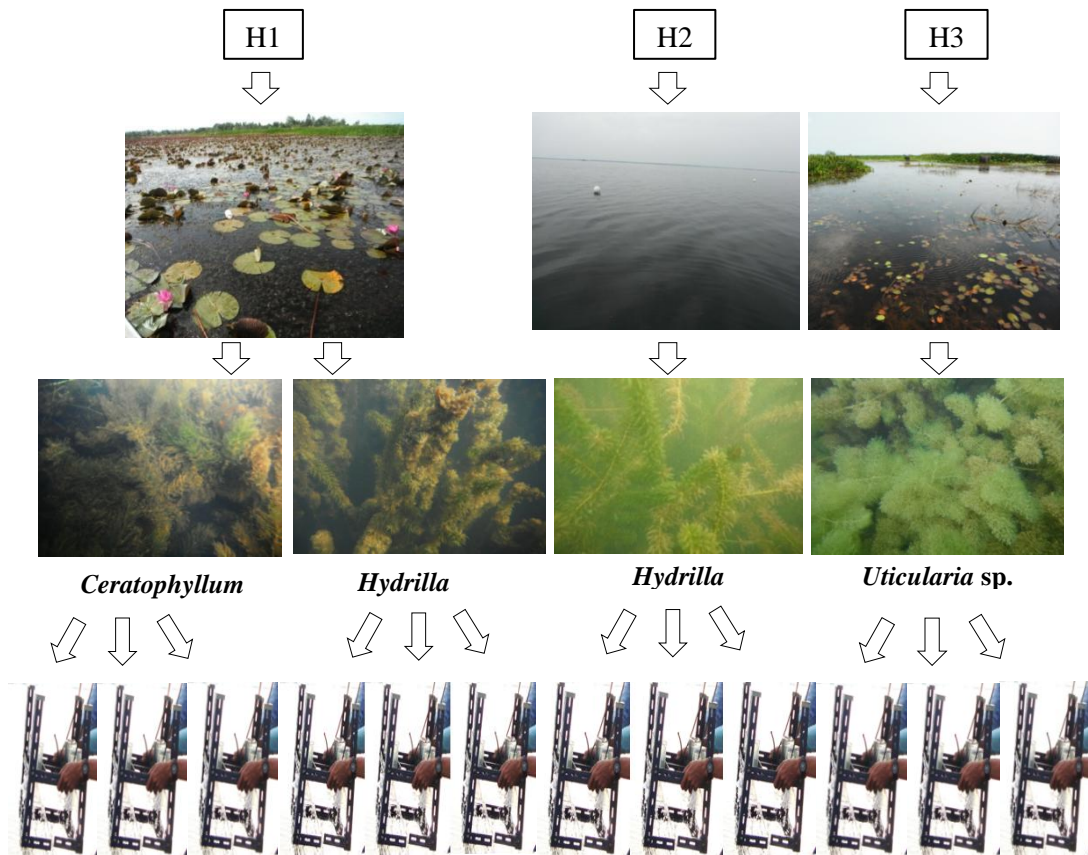 H1
H2
H3
Ceratophyllum
Hydrilla
Hydrilla
Uticularia sp.